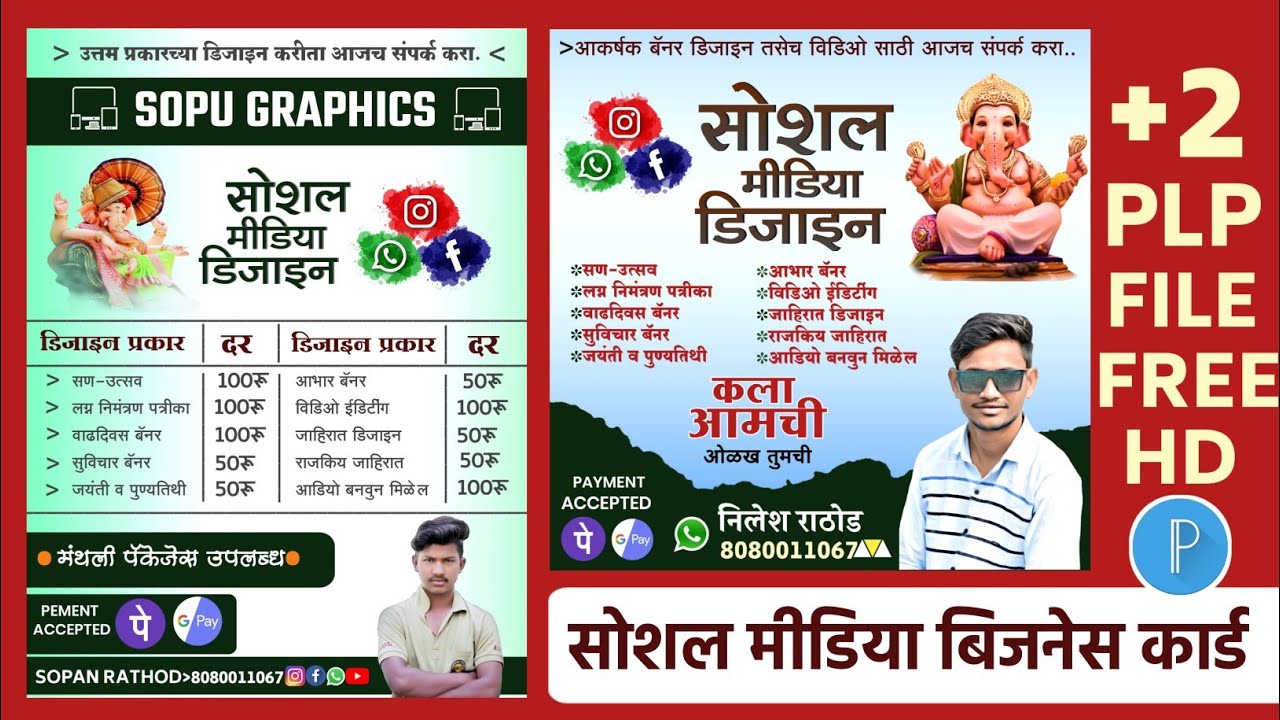 > उत्तम प्रकारच्या डिजाइन करीता आजच संपर्क करा. <
SOPU GRAPHICS
सोशल
मीडिया
डिजाइन
डिजाइन प्रकार दर डिजाइन प्रकार दर
> सण-उत्सव 100रू आभार बॅनर 50रू
> लग्न निमंत्रण पत्रीका 100रू विडिओ ईडिटींग 100रू
> वाढदिवस बॅनर 100रू जाहिरात डिजाइन 50रू
> सुविचार बॅनर 50रू राजकिय जाहिरात 50रू
> जयंती व पुण्यतिथी 50रू आडियो बनवुन मिळेल 100रू
मंथली पॅकेजेस उपलब्ध
PEMENT
ACCEPTED पे G Pay
SOPAN RATHOD>8080011067
>आकर्षक बॅनर डिजाइन तसेच विडिओ साठी आजच संपर्क करा..
सोशल
मीडिया
डिजाइन
*सण-उत्सव *आभार बॅनर
*लग्न निमंत्रण पत्रीका *विडिओ ईडिटींग
*वाढदिवस बॅनर *जाहिरात डिजाइन
*सुविचार बॅनर *राजकिय जाहिरात
*जयंती व पुण्यतिथी *आडियो बनवुन मिळेल
कला
आमची
ओळख तुमची
PAYMENT
ACCEPTED
पे G Pay
निलेश राठोड
8080011067
+2
PLP
FILE
FREE
HD
P
सोशल मीडिया बिजनेस कार्ड